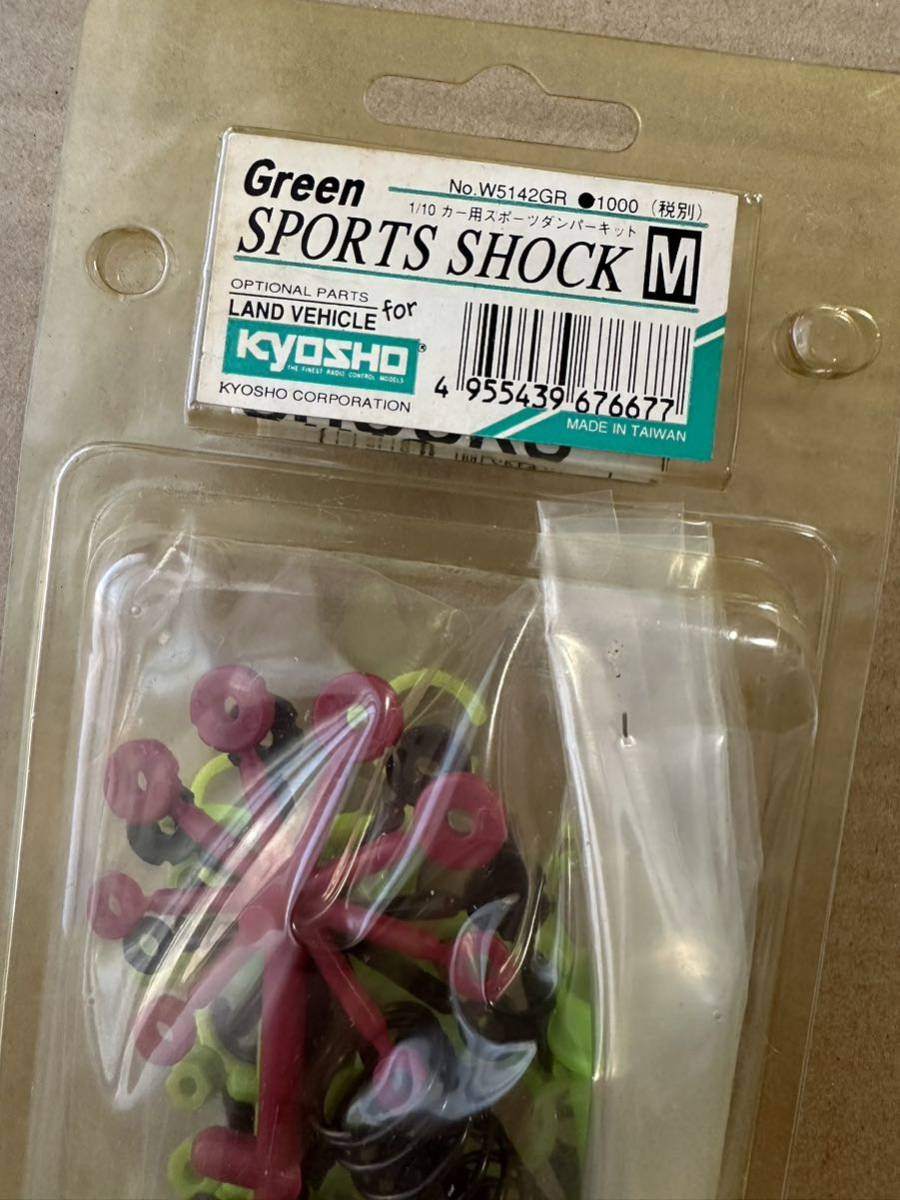 Green
No.W5142GR ●1000 (税別)
1/10 カー用スポーツダンパーキット
SPORTS SHOCK M
OPTIONAL PARTS
for
LAND VEHICLE
KYOSHO®
THE FINEST RADIO CONTROL MODELS
KYOSHO CORPORATION
4 955439 676677
MADE IN TAIWAN